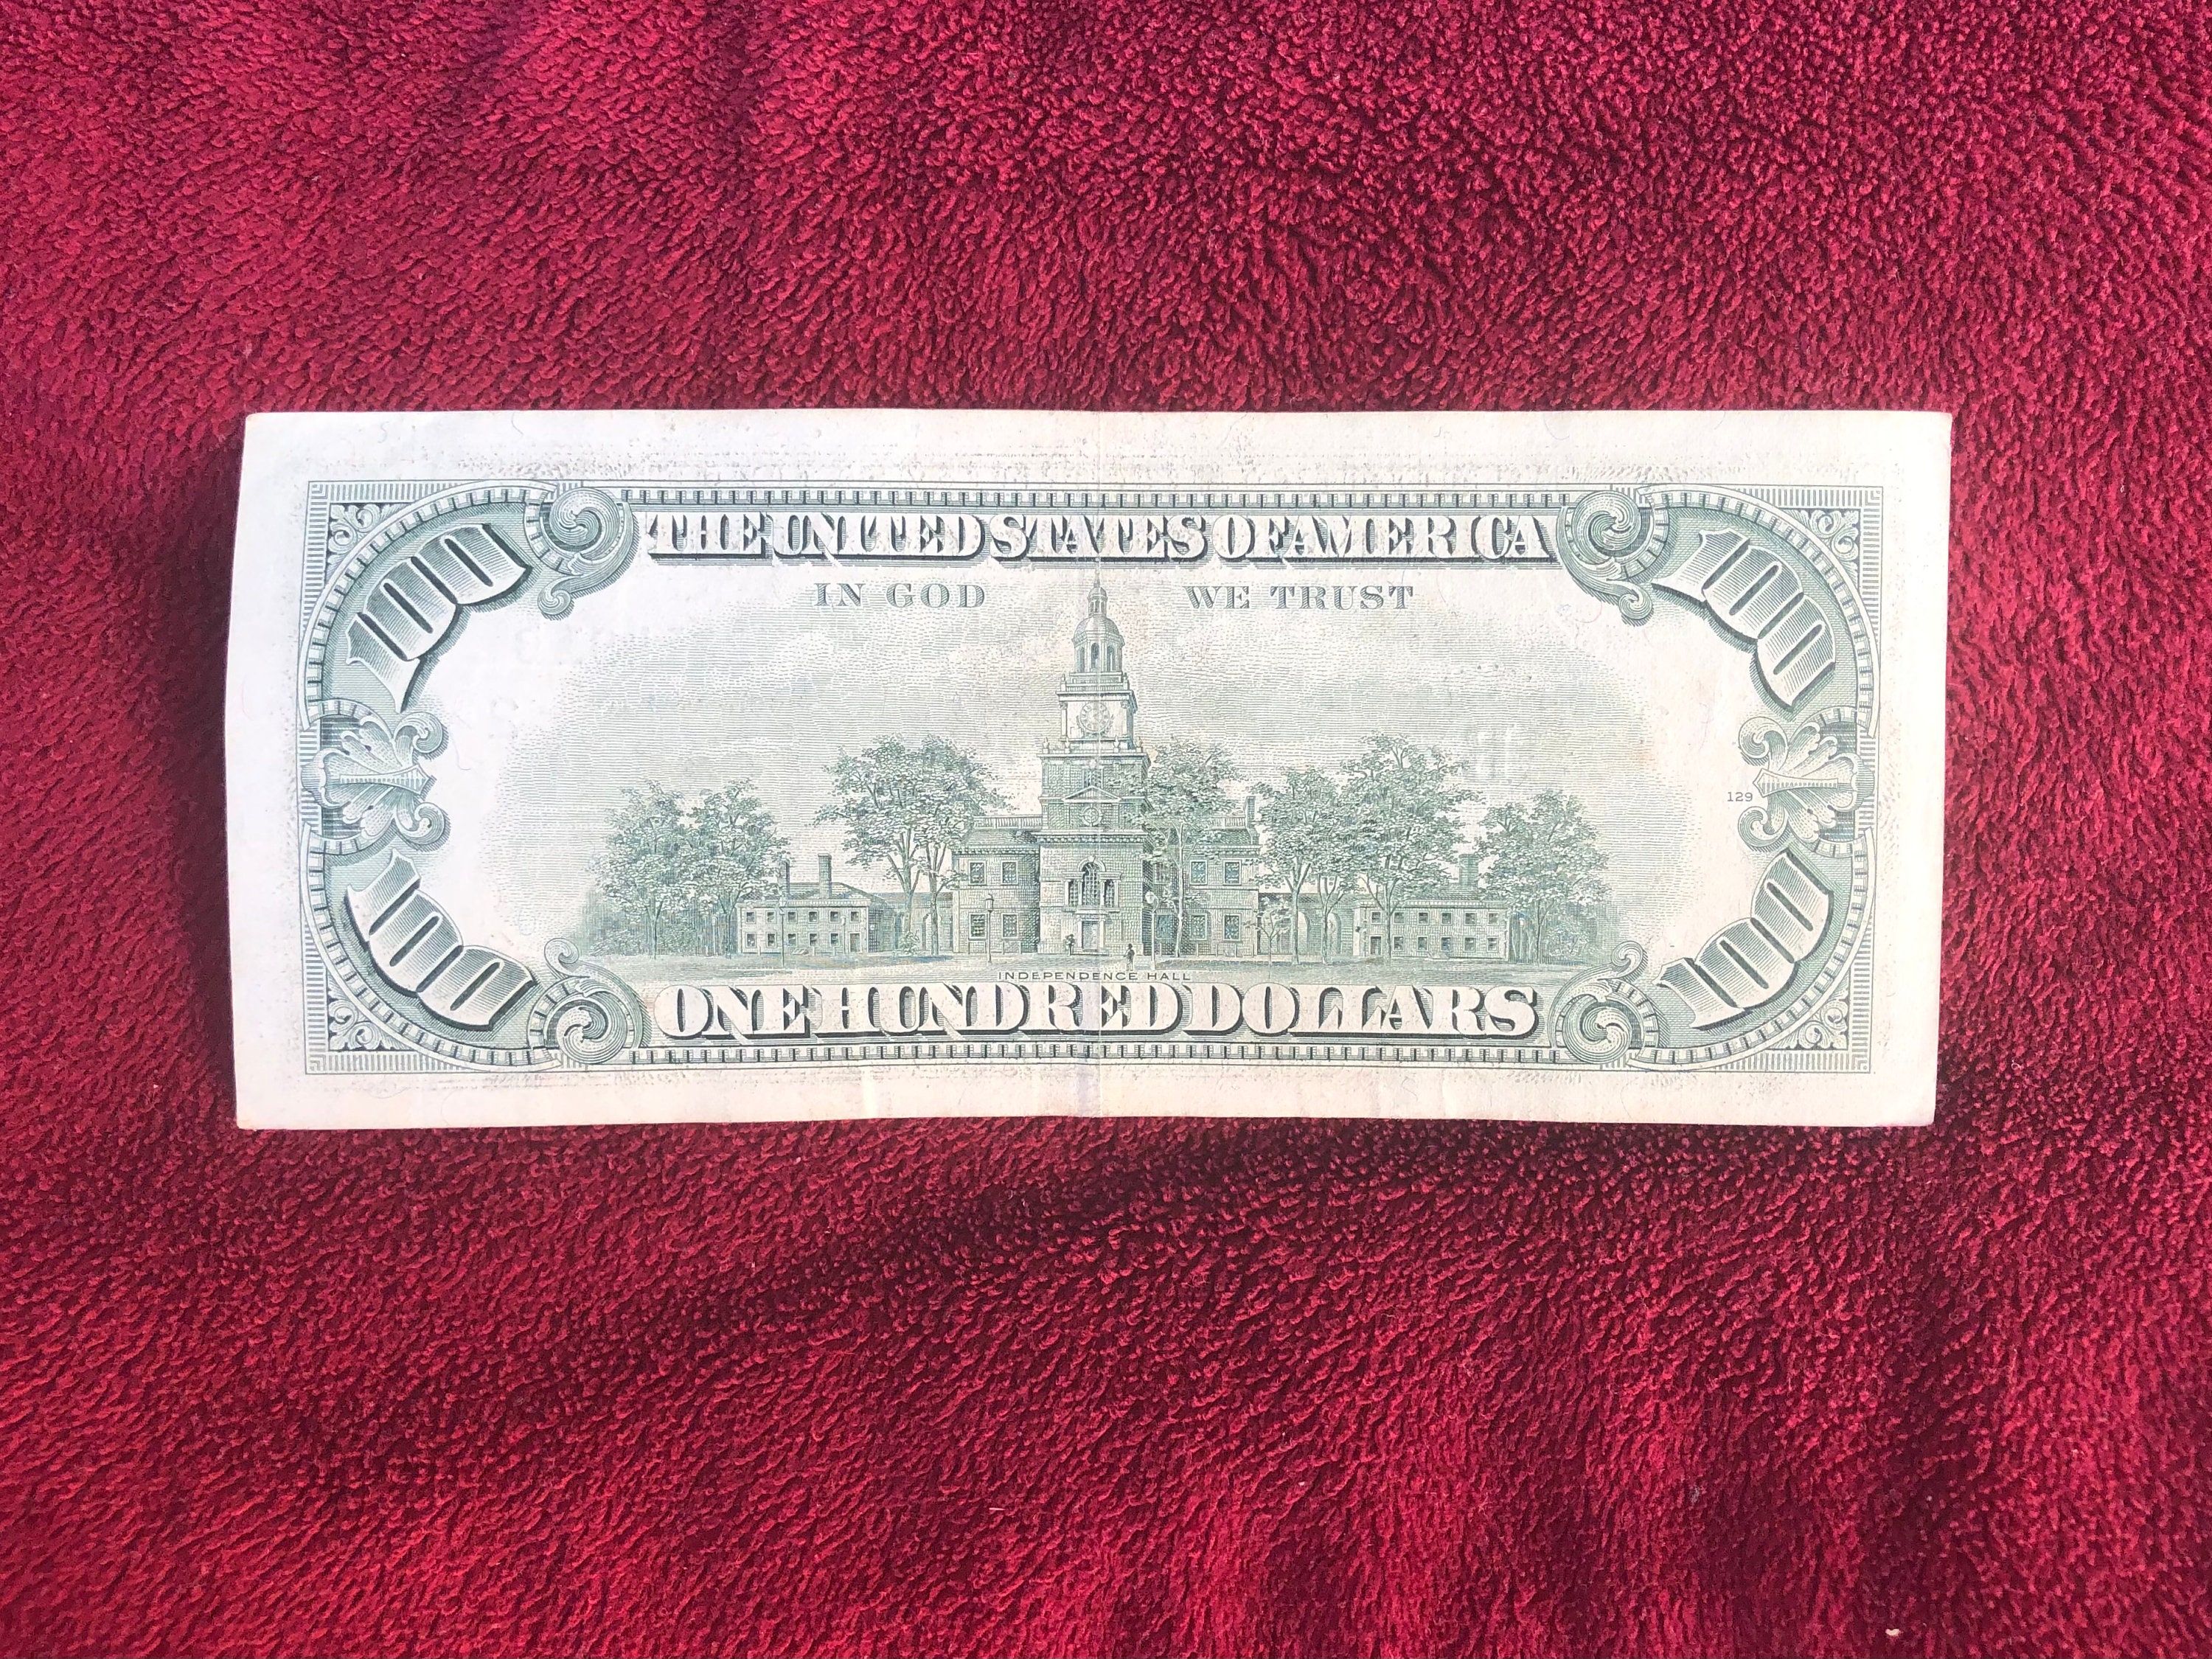 100 THE UNITED STATES OF AMERICA 100
IN GOD WE TRUST
129
INDEPENDENCE HALL
100 ONE HUNDRED DOLLARS 100